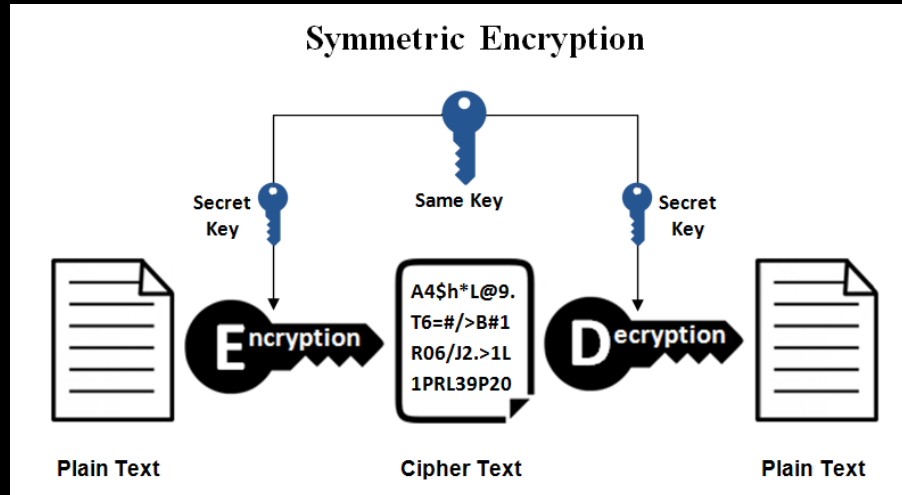 Symmetric Encryption
Secret
Key
Same Key
Secret
Key
Encryption
A4$h*L@9.
T6=#/>B#1
R06/J2.>1L
1PRL39P20
Decryption
Plain Text
Cipher Text
Plain Text